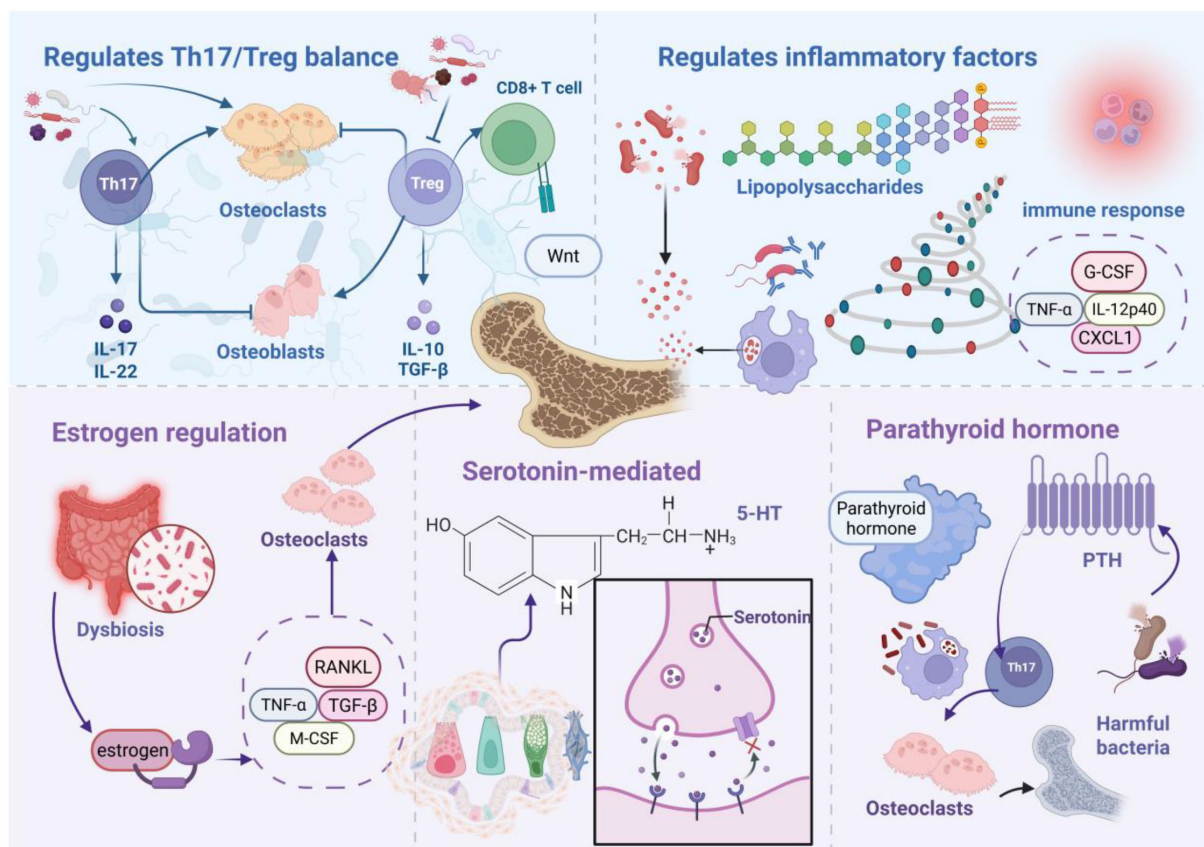 Regulates Th17/Treg balance
CD8+ T cell
Th17
Treg
Osteoclasts
Wnt
Osteoblasts
IL-17
IL-22
IL-10
TGF-β
Regulates inflammatory factors
P
P
Lipopolysaccharides
immune response
G-CSF
TNF-α
IL-12p40
CXCL1
Estrogen regulation
Osteoclasts
Dysbiosis
RANKL
TNF-α
TGF-β
M-CSF
estrogen
Serotonin-mediated
5-HT
HO
H
CH₂-CH-NH₃
+
N
H
Serotonin
Parathyroid hormone
Parathyroid
hormone
PTH
Th17
Harmful
bacteria
Osteoclasts